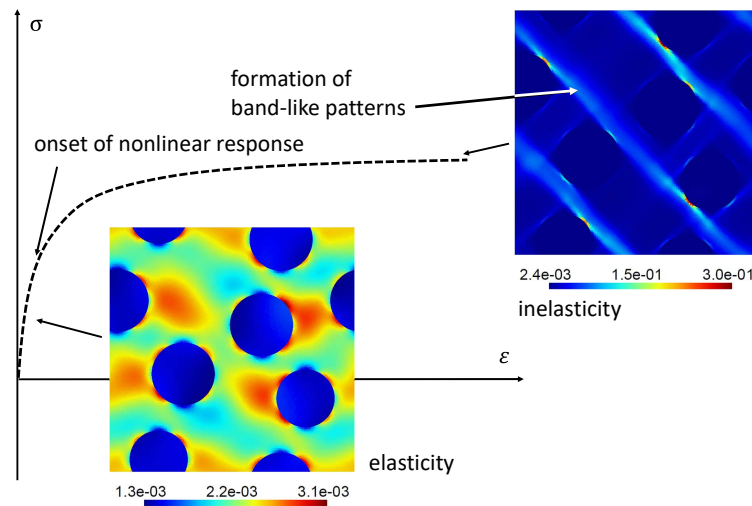 σ
formation of
band-like patterns
onset of nonlinear response
2.4e-03 1.5e-01 3.0e-01
inelasticity
ε
elasticity
1.3e-03 2.2e-03 3.1e-03